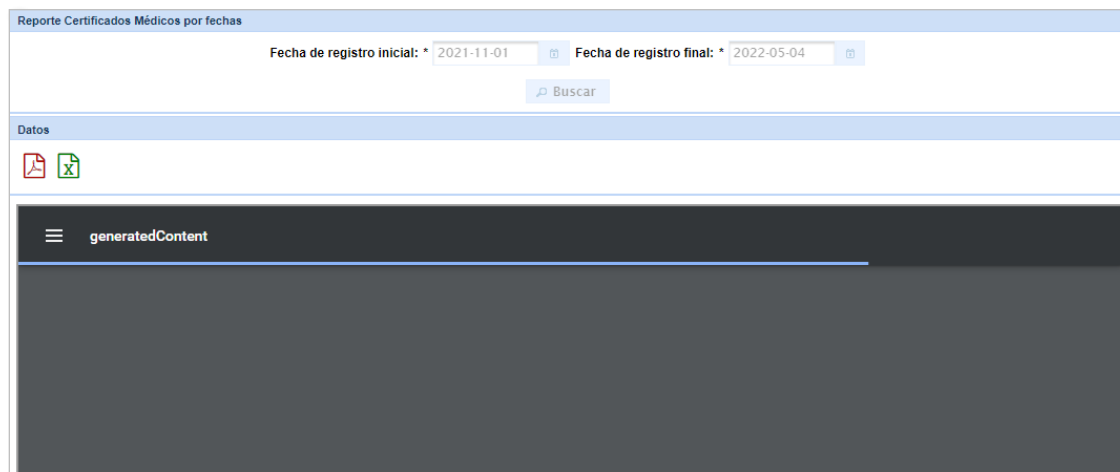 Reporte Certificados Médicos por fechas
Fecha de registro inicial: * 2021-11-01 Fecha de registro final: * 2022-05-04
Buscar
Datos
generatedContent